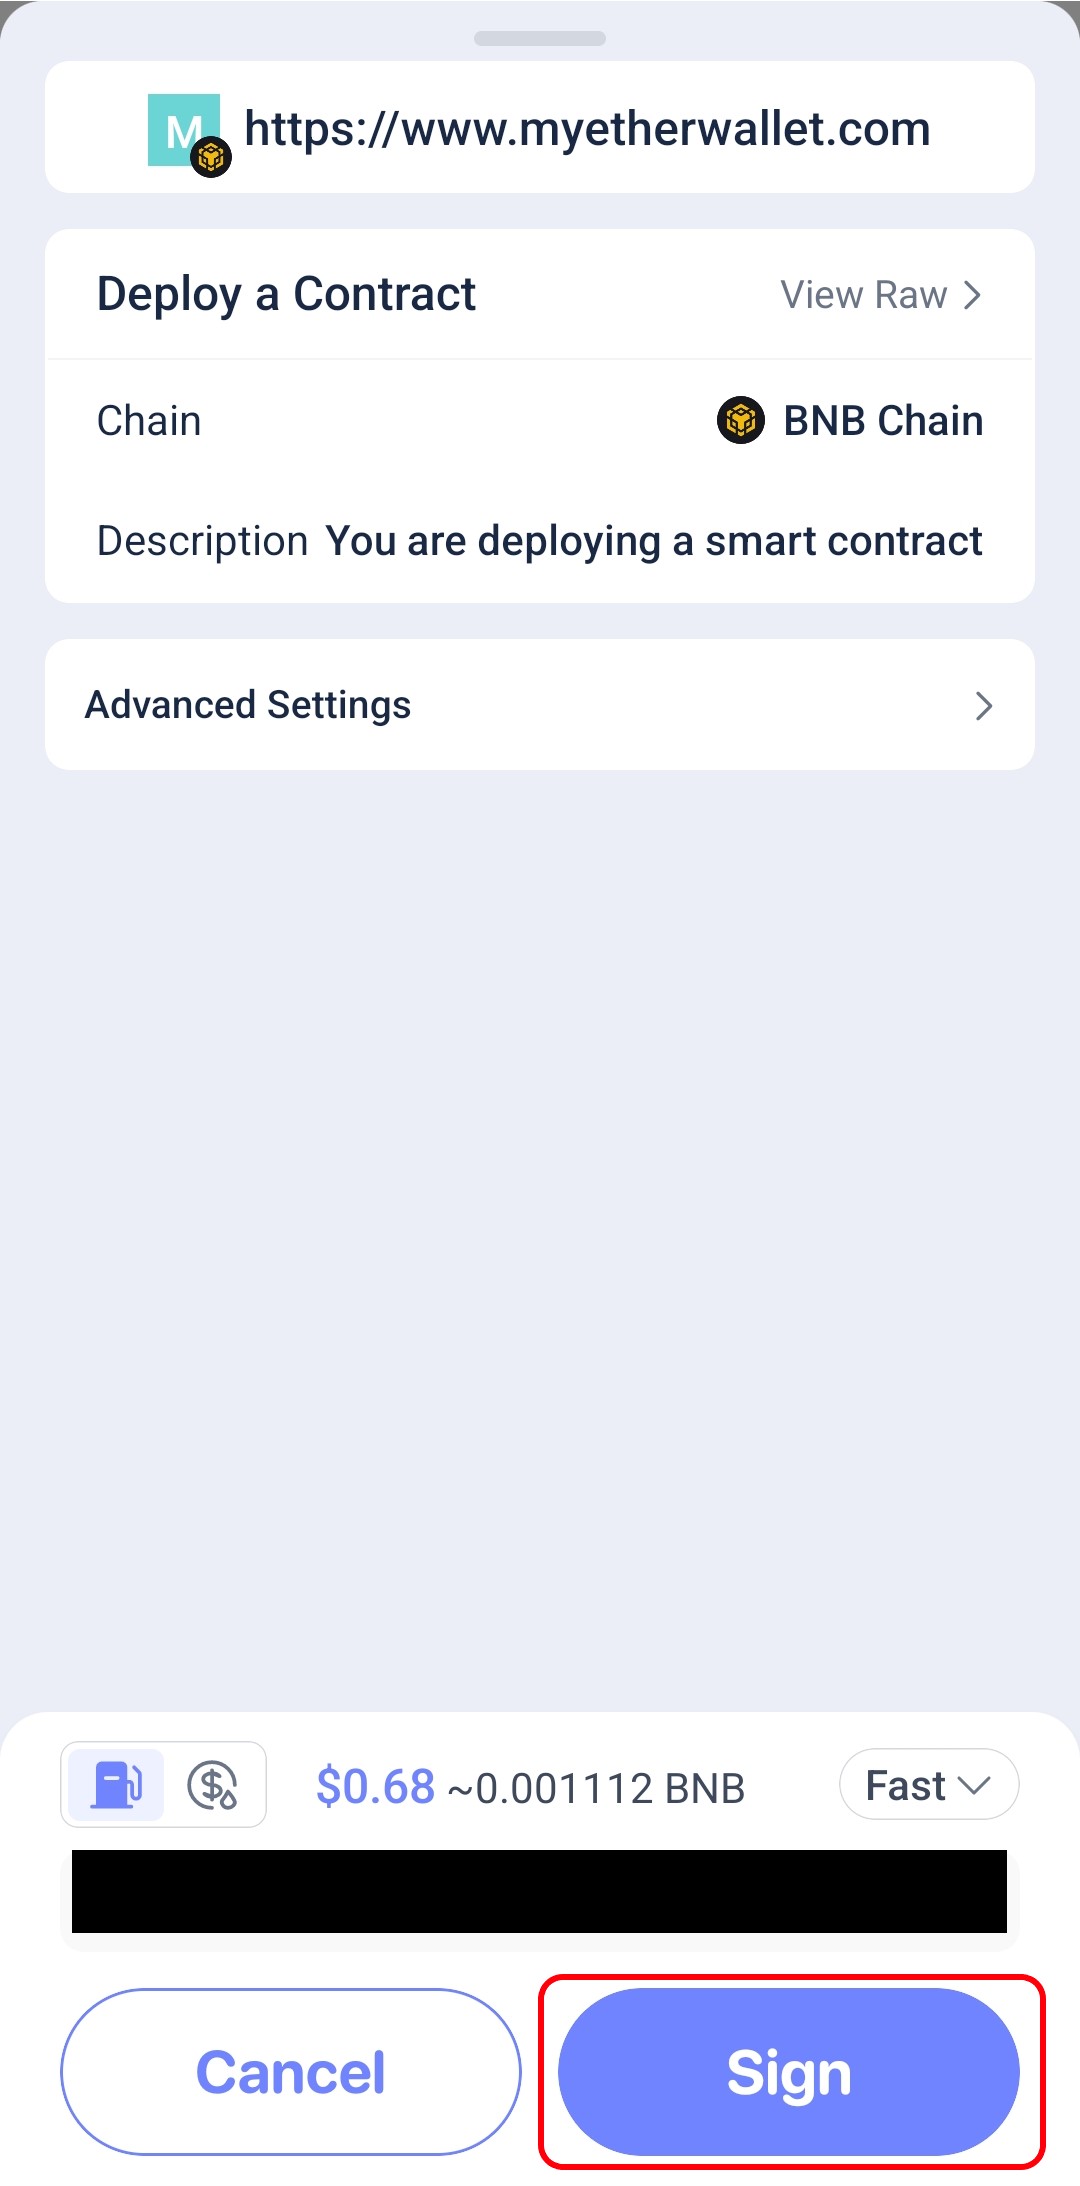 M https://www.myetherwallet.com
Deploy a Contract View Raw
Chain BNB Chain
Description You are deploying a smart contract
Advanced Settings
$0.68 ~0.001112 BNB Fast
Cancel Sign